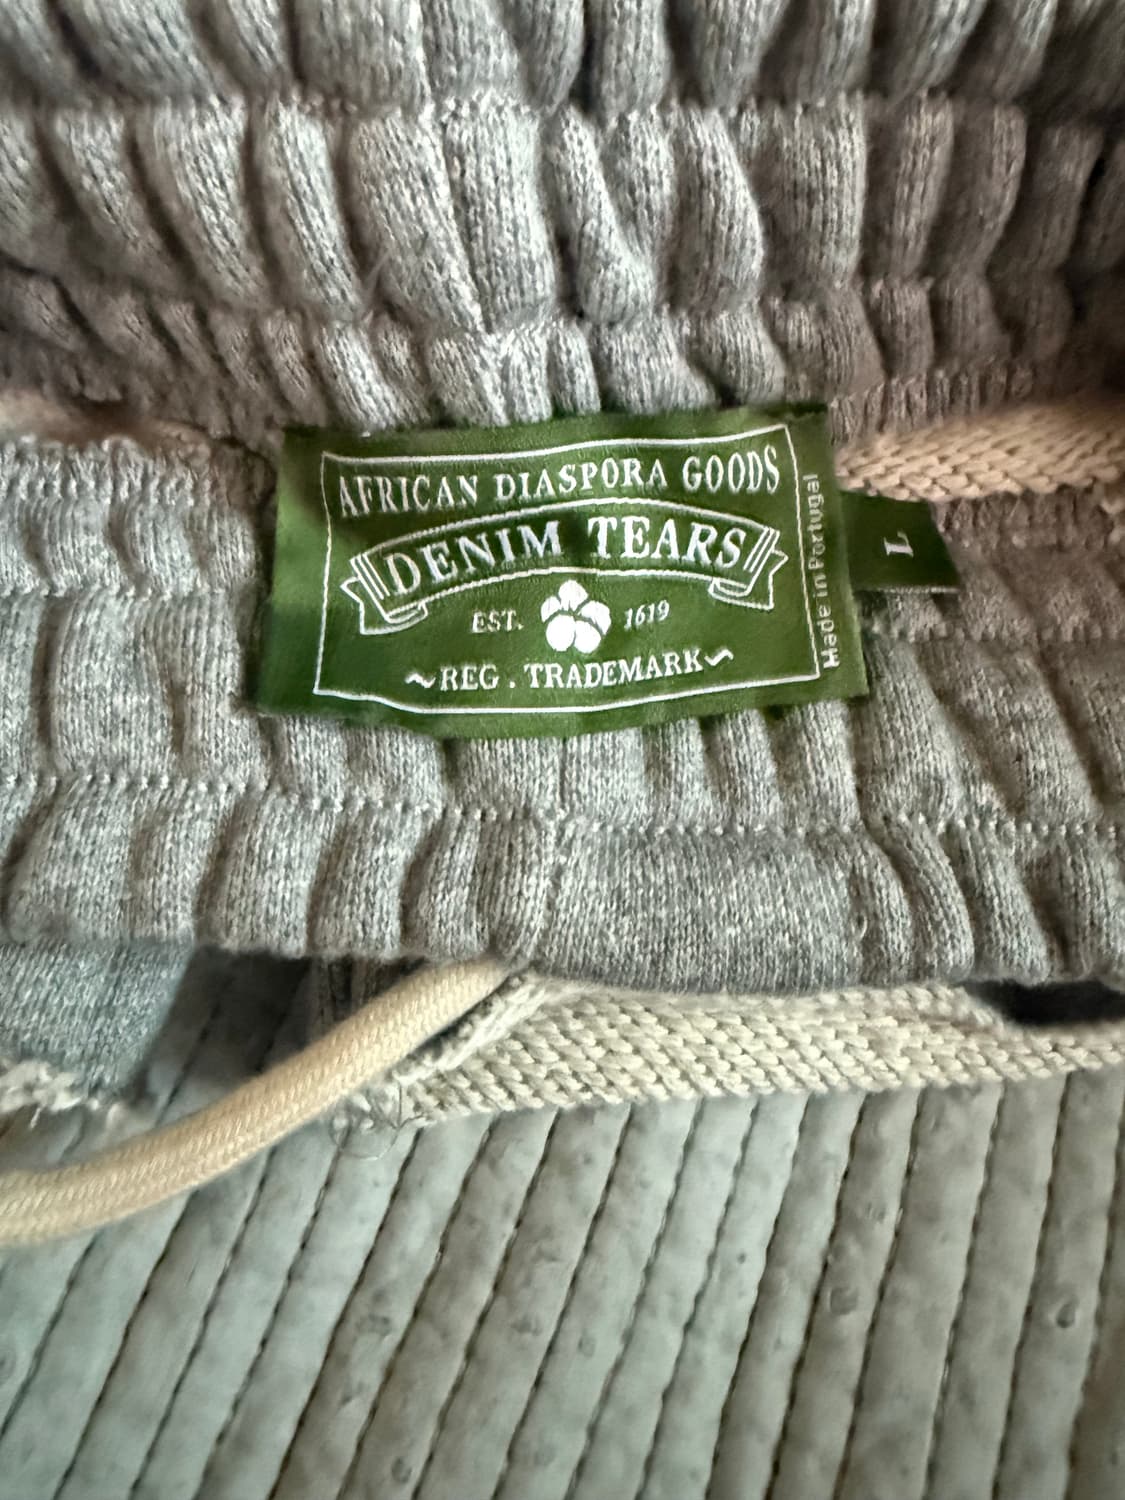 AFRICAN DIASPORA GOODS
DENIM TEARS
EST. 1619
~REG. TRADEMARK~
Made in Portugal
L